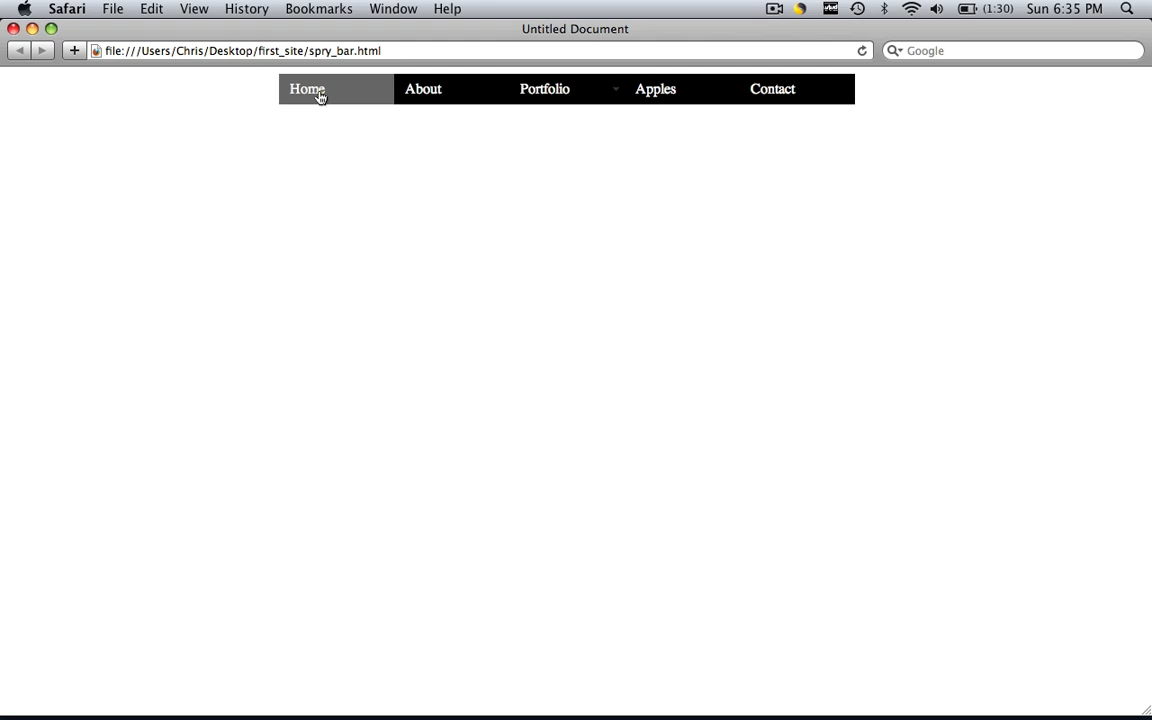 Safari File Edit View History Bookmarks Window Help (1:30) Sun 6:35 PM
Untitled Document
file:///Users/Chris/Desktop/first_site/spry_bar.html Google
Home About Portfolio Apples Contact